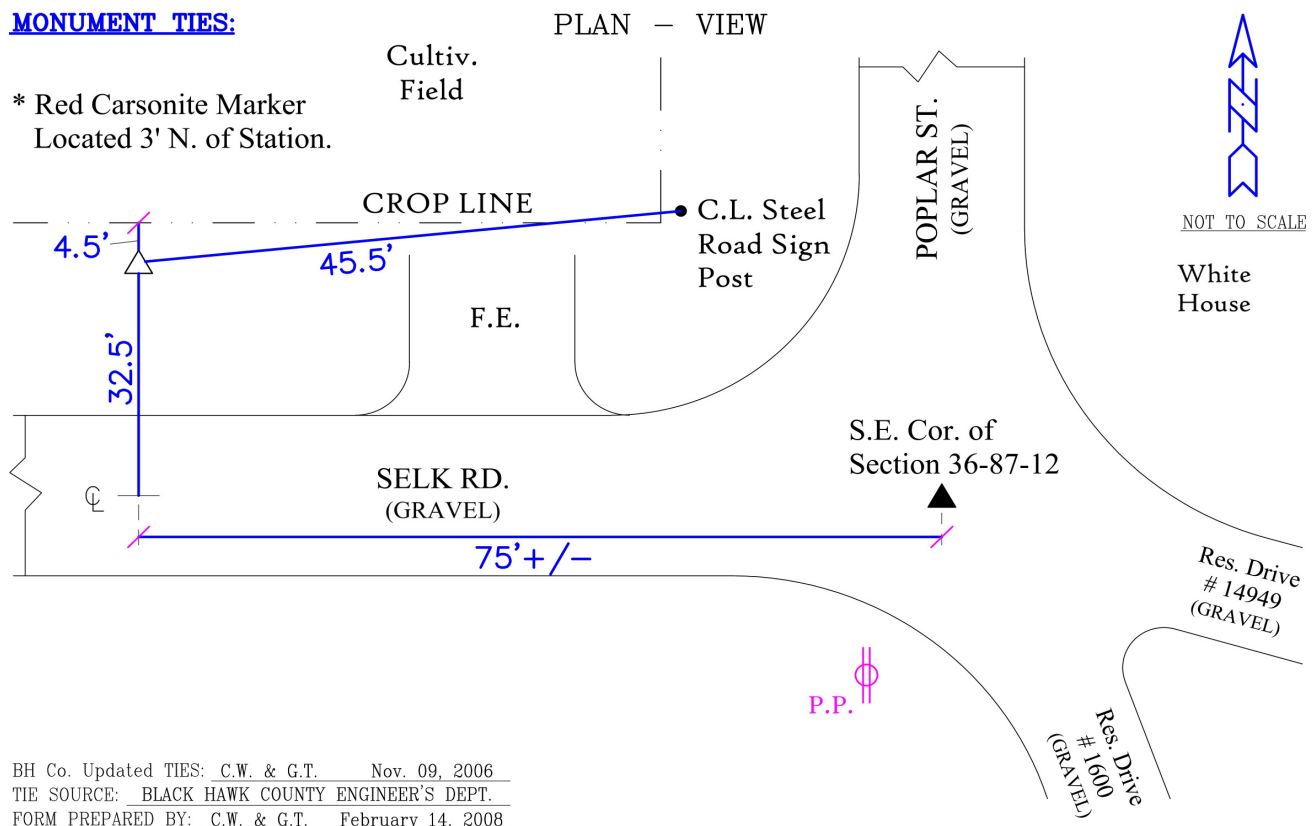 MONUMENT TIES:
PLAN – VIEW
* Red Carsonite Marker
Located 3' N. of Station.
Cultiv.
Field
POPLAR ST.
(GRAVEL)
N
NOT TO SCALE
White
House
CROP LINE
C.L. Steel
Road Sign
Post
4.5'
45.5'
F.E.
32.5'
S.E. Cor. of
Section 36-87-12
℄
SELK RD.
(GRAVEL)
75'+/-
Res. Drive
# 14949
(GRAVEL)
P.P.
Res. Drive
# 1600
(GRAVEL)
BH Co. Updated TIES: C.W. & G.T. Nov. 09, 2006
TIE SOURCE: BLACK HAWK COUNTY ENGINEER'S DEPT.
FORM PREPARED BY: C.W. & G.T. February 14, 2008